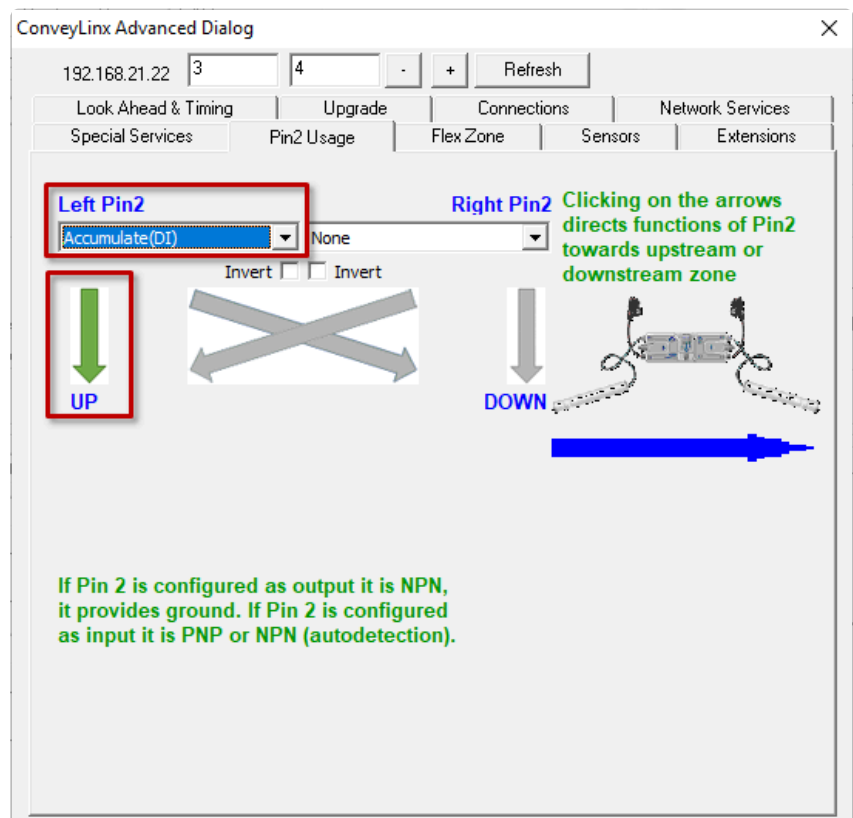 ConveyLinx Advanced Dialog
192.168.21.22 3 4 - + Refresh
Look Ahead & Timing Upgrade Connections Network Services
Special Services Pin2 Usage Flex Zone Sensors Extensions
Left Pin2 Right Pin2
Accumulate(DI) None
Invert Invert
Clicking on the arrows
directs functions of Pin2
towards upstream or
downstream zone
UP DOWN
If Pin 2 is configured as output it is NPN,
it provides ground. If Pin 2 is configured
as input it is PNP or NPN (autodetection).